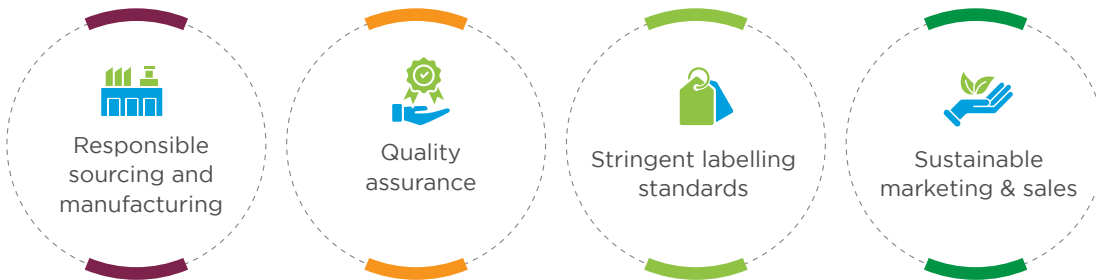 Responsible
sourcing and
manufacturing
Quality
assurance
Stringent labelling
standards
Sustainable
marketing & sales